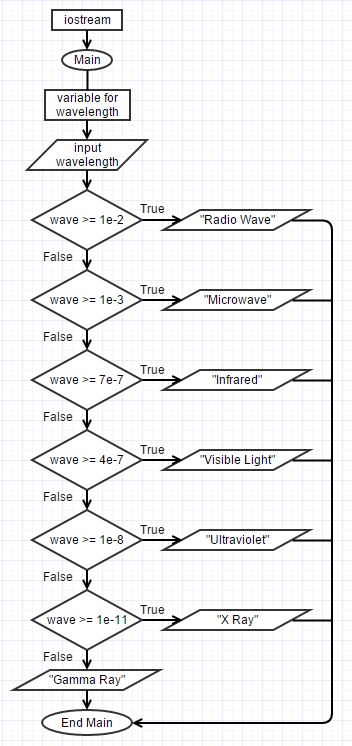 iostream
Main
variable for
wavelength
input
wavelength
wave >= 1e-2
True
"Radio Wave"
False
wave >= 1e-3
True
"Microwave"
False
wave >= 7e-7
True
"Infrared"
False
wave >= 4e-7
True
"Visible Light"
False
wave >= 1e-8
True
"Ultraviolet"
False
wave >= 1e-11
True
"X Ray"
False
"Gamma Ray"
End Main